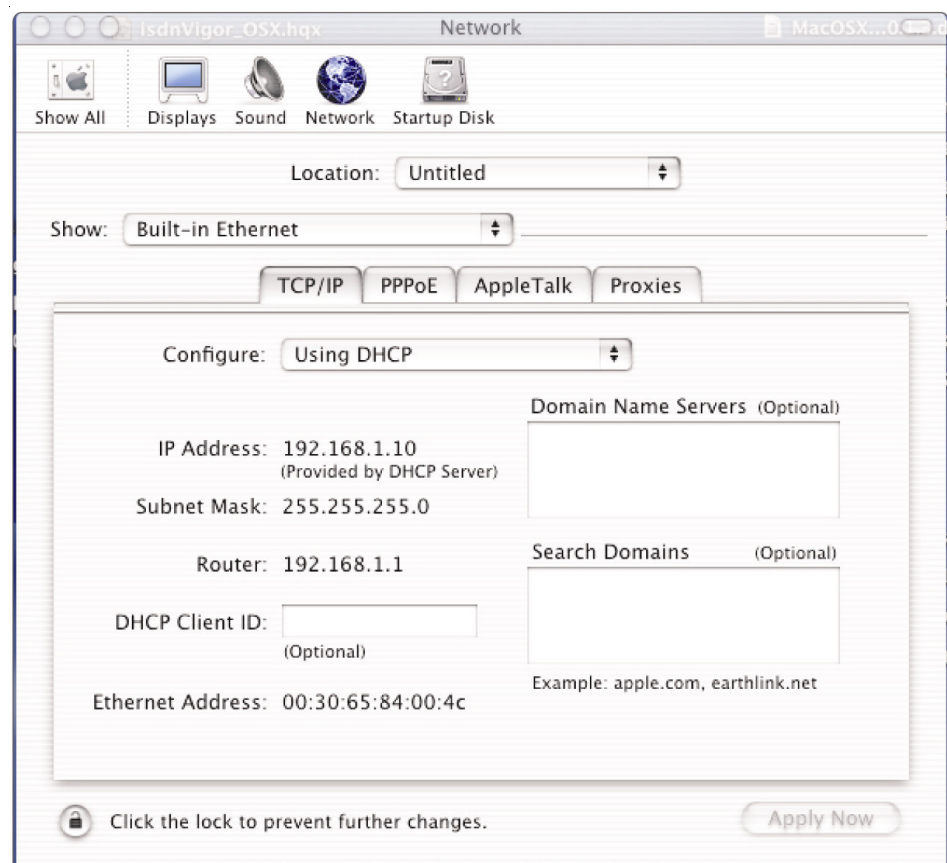 isdnVigor_OSX.hqx Network MacOSX...0.
Show All Displays Sound Network Startup Disk
Location: Untitled
Show: Built-in Ethernet
TCP/IP PPPoE AppleTalk Proxies
Configure: Using DHCP
Domain Name Servers (Optional)
IP Address: 192.168.1.10
(Provided by DHCP Server)
Subnet Mask: 255.255.255.0
Search Domains (Optional)
Router: 192.168.1.1
DHCP Client ID:
(Optional)
Example: apple.com, earthlink.net
Ethernet Address: 00:30:65:84:00:4c
Click the lock to prevent further changes.
Apply Now